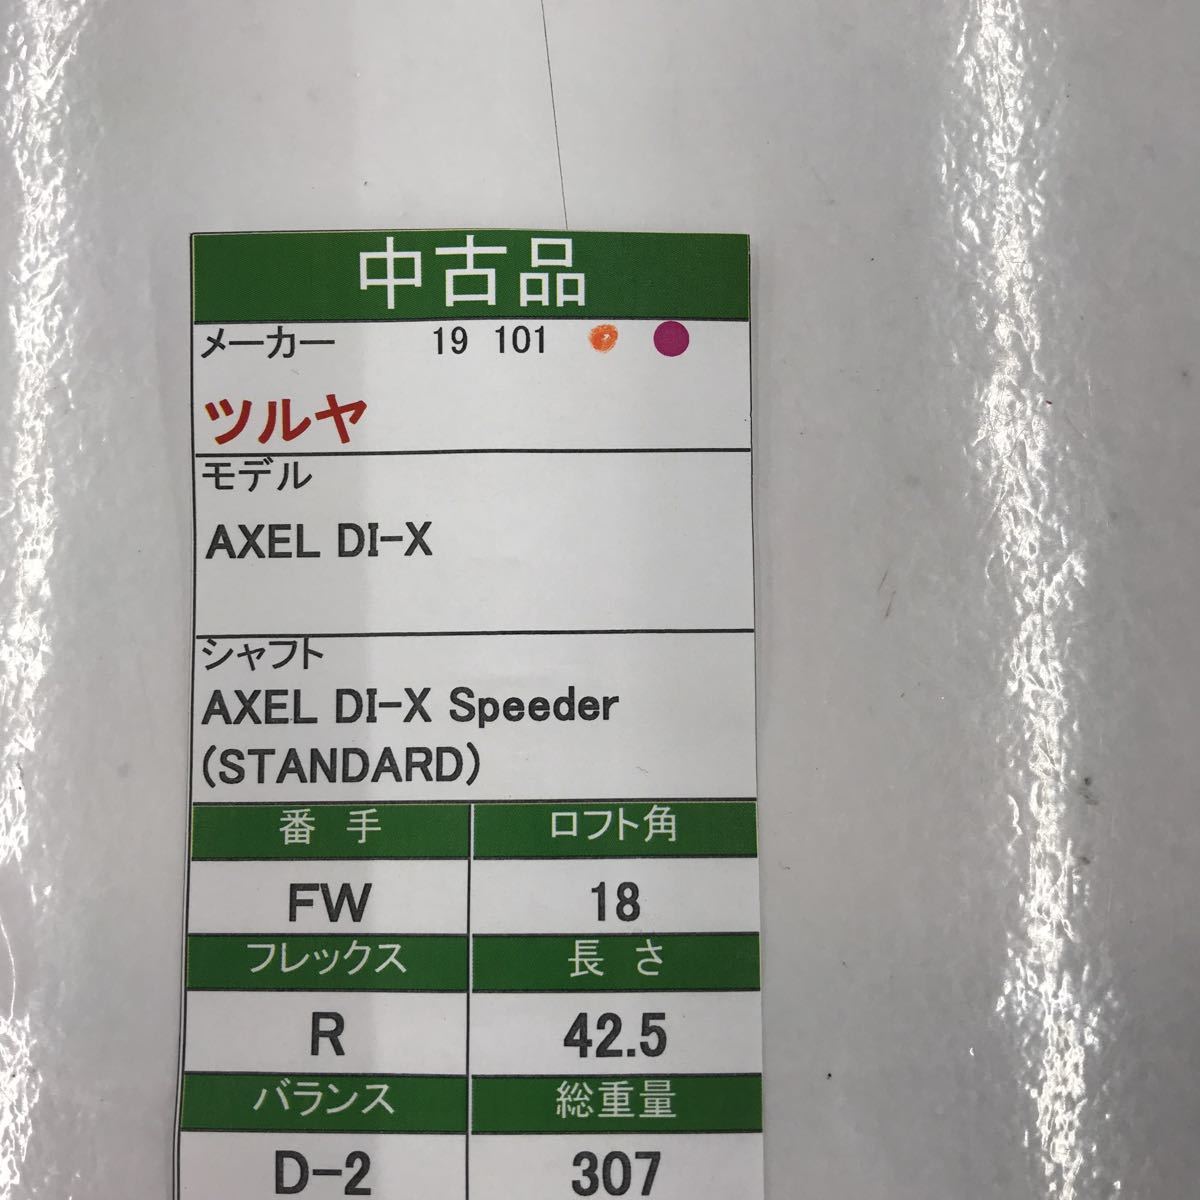 中古品
メーカー 19 101
ツルヤ
モデル
AXEL DI-X
シャフト
AXEL DI-X Speeder
(STANDARD)
番 手 ロフト角
FW 18
フレックス 長 さ
R 42.5
バランス 総重量
D-2 307